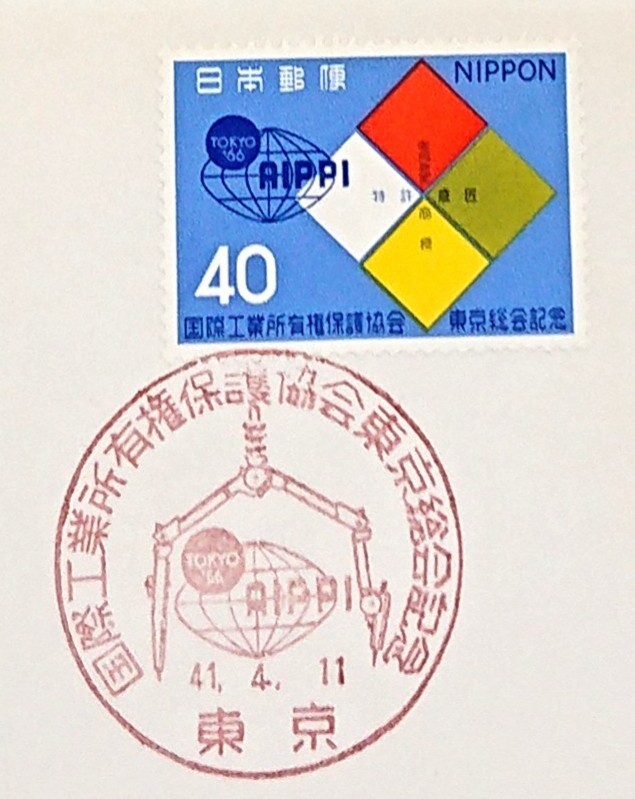 日本郵便 NIPPON
TOKYO
'66
AIPPI
特許 意匠
商標
40
国際工業所有権保護協会 東京総会記念
国際工業所有権保護協会東京総会記念
TOKYO
'66
AIPPI
41. 4. 11
東京